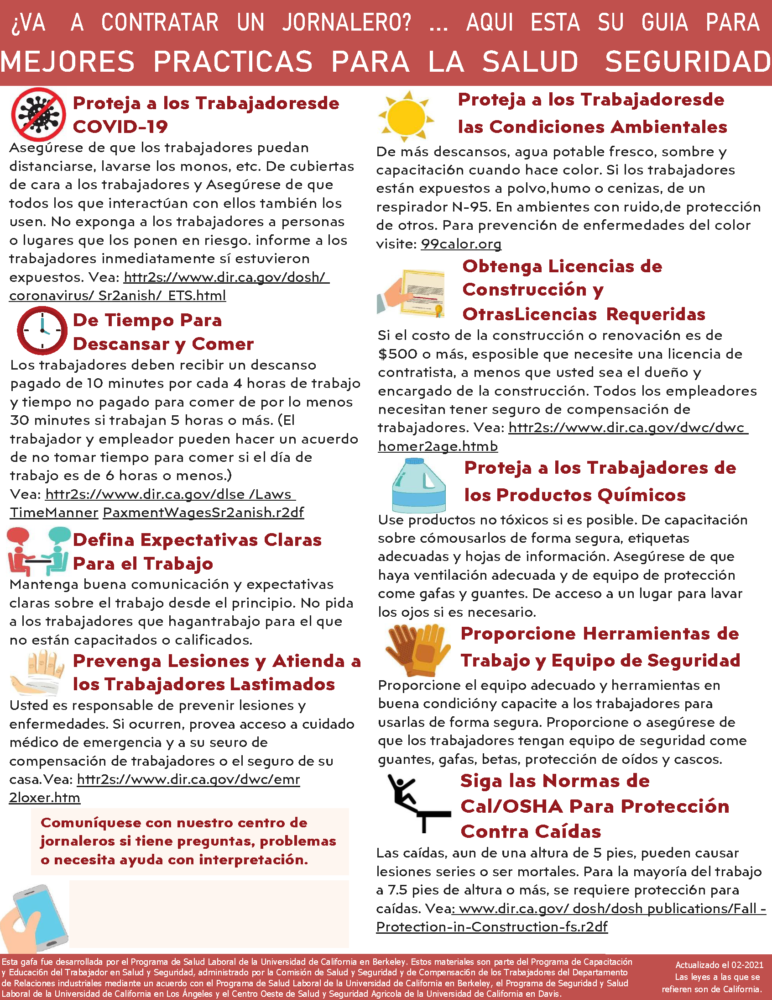 ¿VA A CONTRATAR UN JORNALERO? ... AQUI ESTA SU GUIA PARA
MEJORES PRACTICAS PARA LA SALUD SEGURIDAD
Proteja a los Trabajadoresde
COVID-19
Asegúrese de que los trabajadores puedan
distanciarse, lavarse los monos, etc. De cubiertas
de cara a los trabajadores y Asegúrese de que
todos los que interactúan con ellos también los
usen. No exponga a los trabajadores a personas
o lugares que los ponen en riesgo. informe a los
trabajadores inmediatamente sí estuvieron
expuestos. Vea: httr2s://www.dir.ca.gov/dosh/
coronavirus/ Sr2anish/ ETS.html
De Tiempo Para
Descansar y Comer
Los trabajadores deben recibir un descanso
pagado de 10 minutes por cada 4 horas de trabajo
y tiempo no pagado para comer de por lo menos
30 minutes si trabajan 5 horas o más. (El
trabajador y empleador pueden hacer un acuerdo
de no tomar tiempo para comer si el día de
trabajo es de 6 horas o menos.)
Vea: httr2s://www.dir.ca.gov/dlse /Laws
TimeManner PaxmentWagesSr2anish.r2df
Defina Expectativas Claras
Para el Trabajo
Mantenga buena comunicación y expectativas
claras sobre el trabajo desde el principio. No pida
a los trabajadores que hagantrabajo para el que
no están capacitados o calificados.
Prevenga Lesiones y Atienda a
los Trabajadores Lastimados
Usted es responsable de prevenir lesiones y
enfermedades. Si ocurren, provea acceso a cuidado
médico de emergencia y a su seuro de
compensación de trabajadores o el seguro de su
casa.Vea: httr2s://www.dir.ca.gov/dwc/emr
2loxer.htm
Comuníquese con nuestro centro de
jornaleros si tiene preguntas, problemas
o necesita ayuda con interpretación.
Proteja a los Trabajadoresde
las Condiciones Ambientales
De más descansos, agua potable fresco, sombre y
capacitaci6n cuando hace color. Si los trabajadores
están expuestos a polvo,humo o cenizas, de un
respirador N-95. En ambientes con ruido,de protección
de otros. Para prevenci6n de enfermedades del color
visite: 99calor.org
Obtenga Licencias de
Construcción y
OtrasLicencias Requeridas
Si el costo de la construcción o renovaci6n es de
$500 o más, esposible que necesite una licencia de
contratista, a menos que usted sea el dueño y
encargado de la construcción. Todos los empleadores
necesitan tener seguro de compensación de
trabajadores. Vea: httr2s://www.dir.ca.gov/dwc/dwc
homer2age.htmb
Proteja a los Trabajadores de
los Productos Químicos
Use productos no tóxicos si es posible. De capacitación
sobre cómousarlos de forma segura, etiquetas
adecuadas y hojas de información. Asegúrese de que
haya ventilación adecuada y de equipo de protección
come gafas y guantes. De acceso a un lugar para lavar
los ojos si es necesario.
Proporcione Herramientas de
Trabajo y Equipo de Seguridad
Proporcione el equipo adecuado y herramientas en
buena condicióny capacite a los trabajadores para
usarlas de forma segura. Proporcione o asegúrese de
que los trabajadores tengan equipo de seguridad come
guantes, gafas, betas, protección de oídos y cascos.
Siga las Normas de
Cal/OSHA Para Protección
Contra Caídas
Las caídas, aun de una altura de 5 pies, pueden causar
lesiones series o ser mortales. Para la mayoría del trabajo
a 7.5 pies de altura o más, se requiere protecci6n para
caídas. Vea: www.dir.ca.gov/ dosh/dosh publications/Fall -
Protection-in-Construction-fs.r2df
Esta gafa fue desarrollada por el Programa de Salud Laboral de la Universidad de California en Berkeley. Estos materiales son parte del Programa de Capacitación
y Educaci6n del Trabajador en Salud y Seguridad, administrado por la Comisión de Salud y Seguridad y de Compensaci6n de los Trabajadores del Departamento
de Relaciones industriales mediante un acuerdo con el Programa de Salud Laboral de la Universidad de California en Berkeley, el Programa de Seguridad y Salud
Laboral de la Universidad de California en Los Ángeles y el Centro Oeste de Salud y Seguridad Agricola de la Universidad de California en Davis.
Actualizado el 02-2021
Las leyes a las que se
refieren son de California.